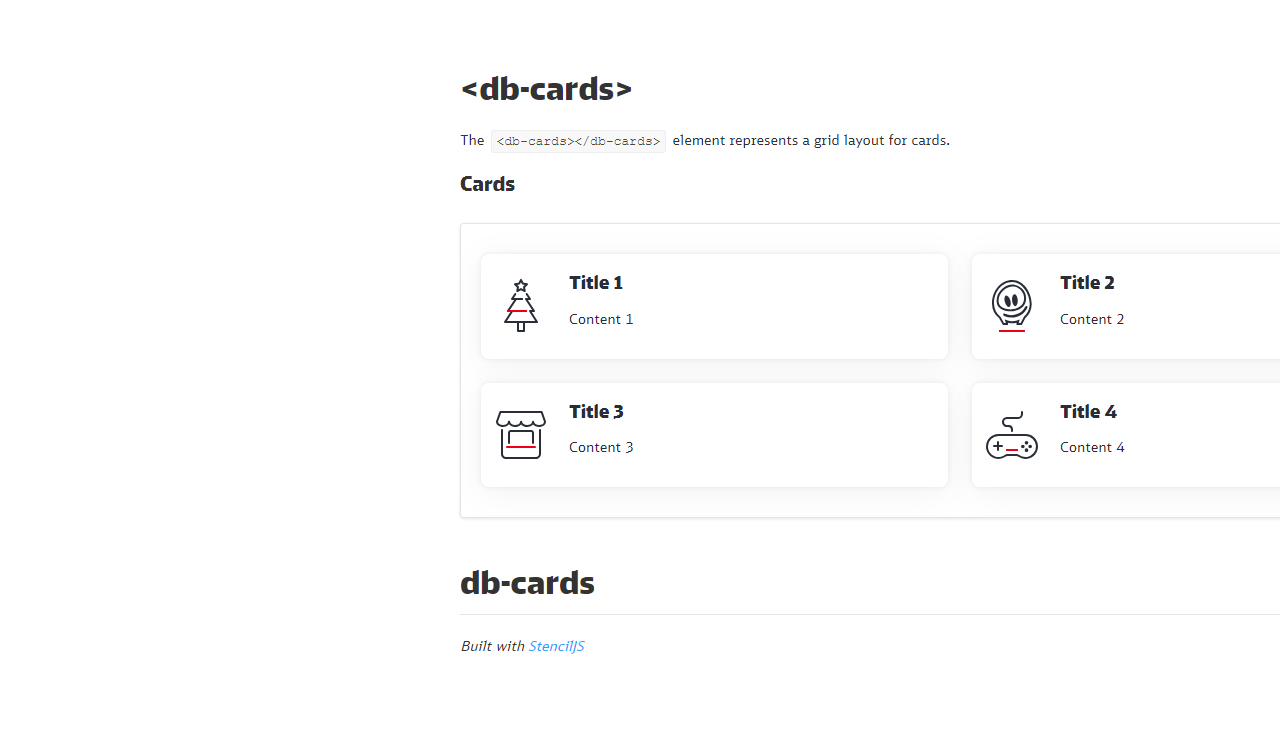 <db-cards>
The <db-cards></db-cards> element represents a grid layout for cards.
Cards
Title 1
Content 1
Title 2
Content 2
Title 3
Content 3
Title 4
Content 4
db-cards
Built with StencilJS